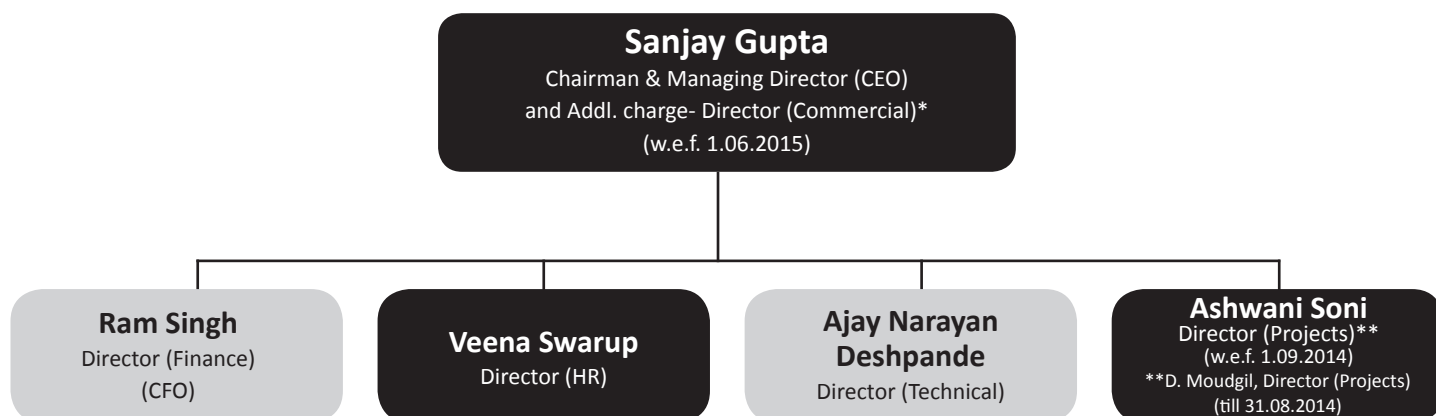 Sanjay Gupta
Chairman & Managing Director (CEO)
and Addl. charge- Director (Commercial)*
(w.e.f. 1.06.2015)
Ram Singh
Director (Finance)
(CFO)
Veena Swarup
Director (HR)
Ajay Narayan
Deshpande
Director (Technical)
Ashwani Soni
Director (Projects)**
(w.e.f. 1.09.2014)
**D. Moudgil, Director (Projects)
(till 31.08.2014)